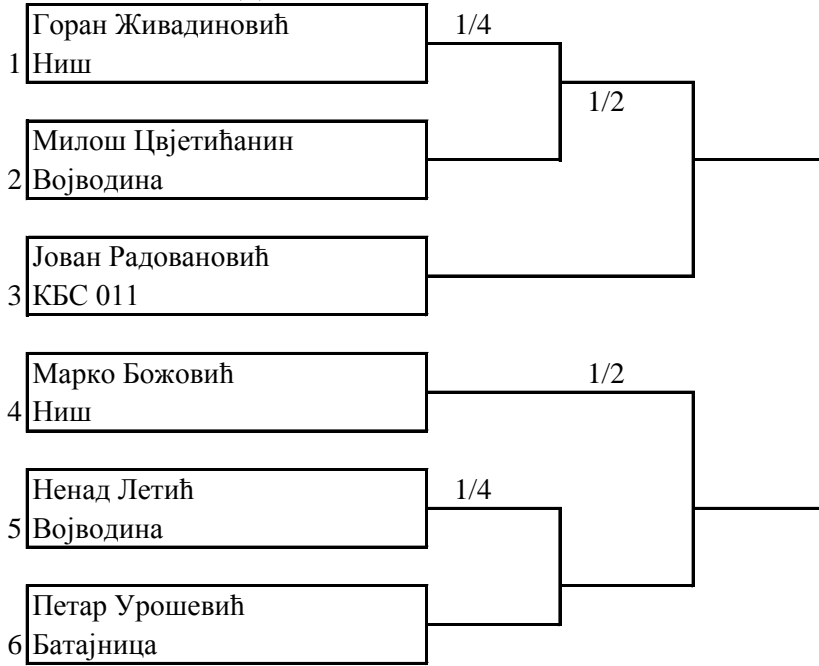 Горан Живадиновић
1/4
1 Ниш
1/2
Милош Цвјетићанин
2 Војводина
Јован Радовановић
3 КБС 011
Марко Божовић
1/2
4 Ниш
Ненад Летић
1/4
5 Војводина
Петар Урошевић
6 Батајница